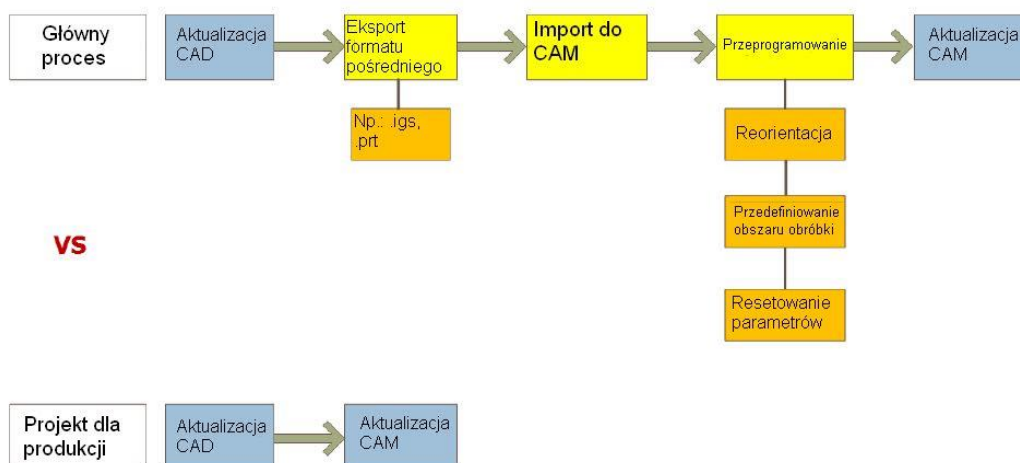 Główny
proces
Aktualizacja
CAD
Eksport
formatu
pośredniego
Import do
CAM
Przeprogramowanie
Aktualizacja
CAM
Np.: .igs,
.prt
Reorientacja
Przedefiniowanie
obszaru obróbki
Resetowanie
parametrów
VS
Projekt dla
produkcji
Aktualizacja
CAD
Aktualizacja
CAM